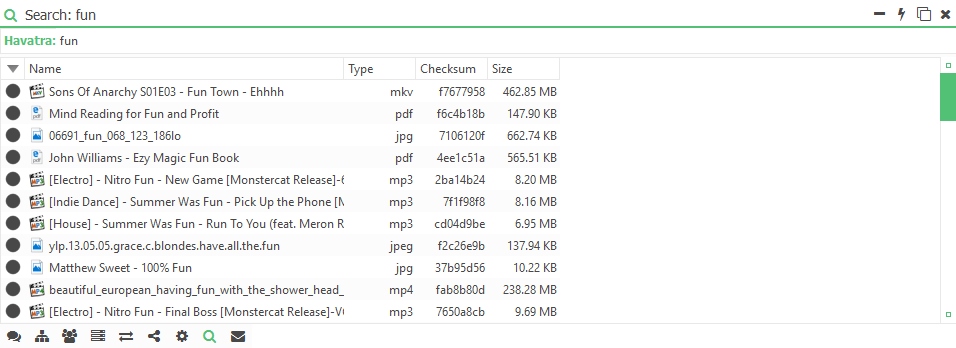 Search: fun
Havatra: fun
Name Type Checksum Size
Sons Of Anarchy S01E03 - Fun Town - Ehhhh mkv f7677958 462.85 MB
Mind Reading for Fun and Profit pdf f6c4b18b 147.90 KB
06691_fun_068_123_186lo jpg 7106120f 662.74 KB
John Williams - Ezy Magic Fun Book pdf 4ee1c51a 565.51 KB
[Electro] - Nitro Fun - New Game [Monstercat Release]-6 mp3 2ba14b24 8.20 MB
[Indie Dance] - Summer Was Fun - Pick Up the Phone [M mp3 7f1f98f8 8.16 MB
[House] - Summer Was Fun - Run To You (feat. Meron R mp3 cd04d9be 6.95 MB
ylp.13.05.05.grace.c.blondes.have.all.the.fun jpeg f2c26e9b 137.94 KB
Matthew Sweet - 100% Fun jpg 37b95d56 10.22 KB
beautiful_european_having_fun_with_the_shower_head_ mp4 fab8b80d 238.28 MB
[Electro] - Nitro Fun - Final Boss [Monstercat Release]-V mp3 7650a8cb 9.69 MB